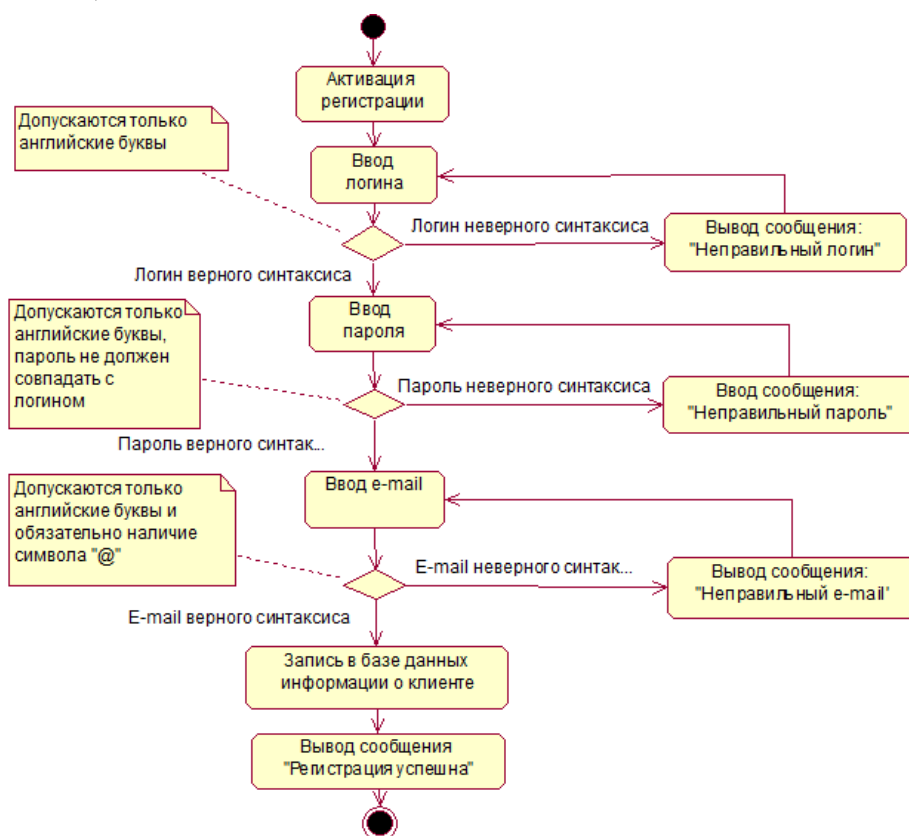 Активация
регистрации
Допускаются только
английские буквы
Ввод
логина
Логин неверного синтаксиса
Вывод сообщения:
"Неправильный логин"
Логин верного синтаксиса
Допускаются только
английские буквы,
пароль не должен
совпадать с
логином
Ввод
пароля
Пароль неверного синтаксиса
Ввод сообщения:
"Неправильный пароль"
Пароль верного синтак...
Допускаются только
английские буквы и
обязательно наличие
символа "@"
Ввод e-mail
E-mail неверного синтак...
Вывод сообщения:
"Неправильный e-mail'
E-mail верного синтаксиса
Запись в базе данных
информации о клиенте
Вывод сообщения
"Регистрация успешна"